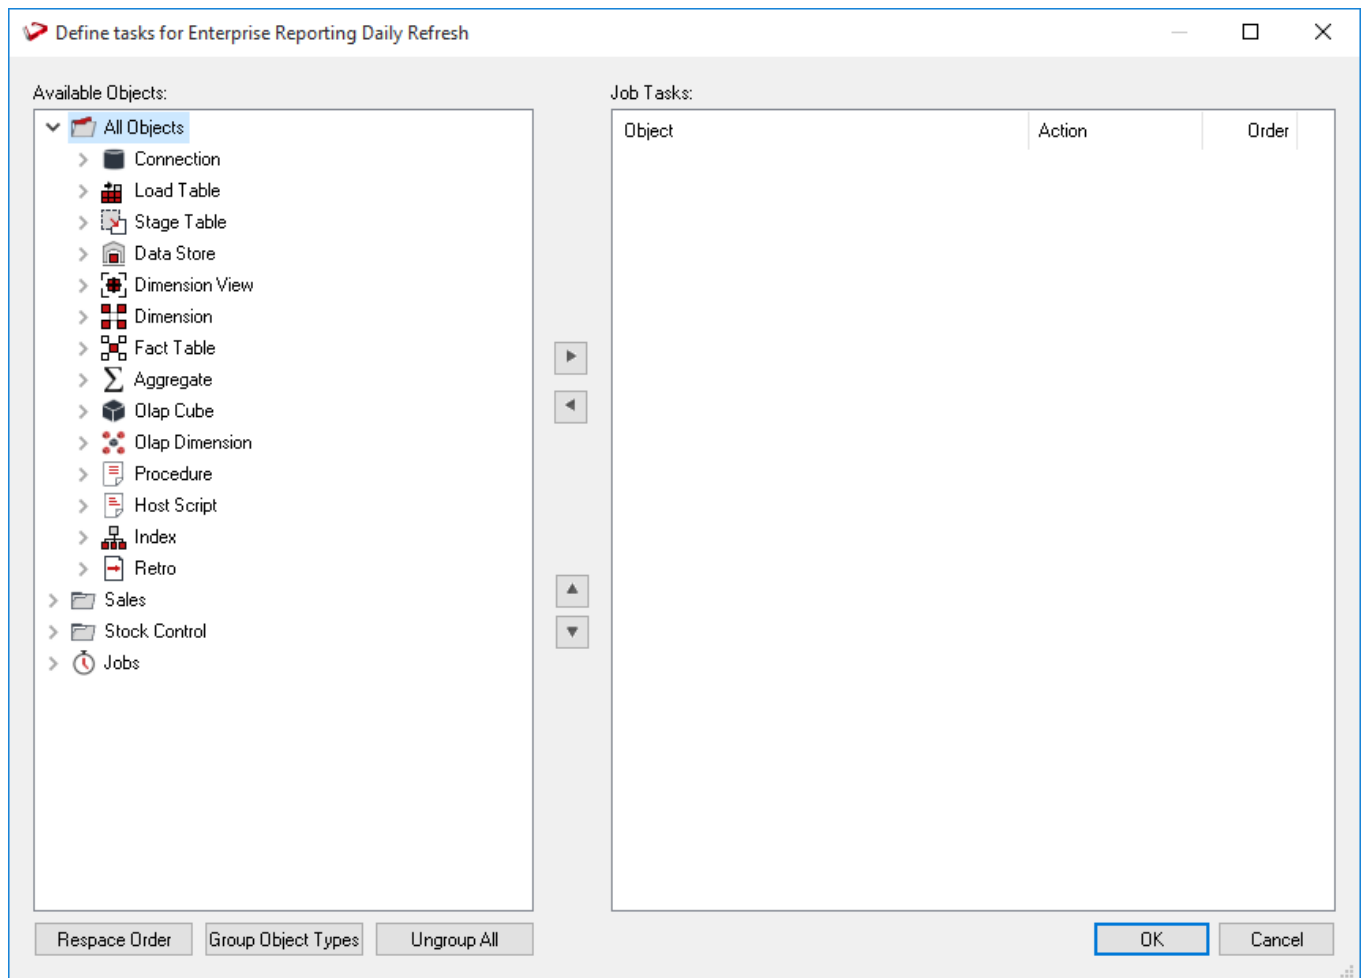 Define tasks for Enterprise Reporting Daily Refresh
Available Objects:
All Objects
Connection
Load Table
Stage Table
Data Store
Dimension View
Dimension
Fact Table
Aggregate
Olap Cube
Olap Dimension
Procedure
Host Script
Index
Retro
Sales
Stock Control
Jobs
Job Tasks:
Object Action Order
Respace Order Group Object Types Ungroup All OK Cancel